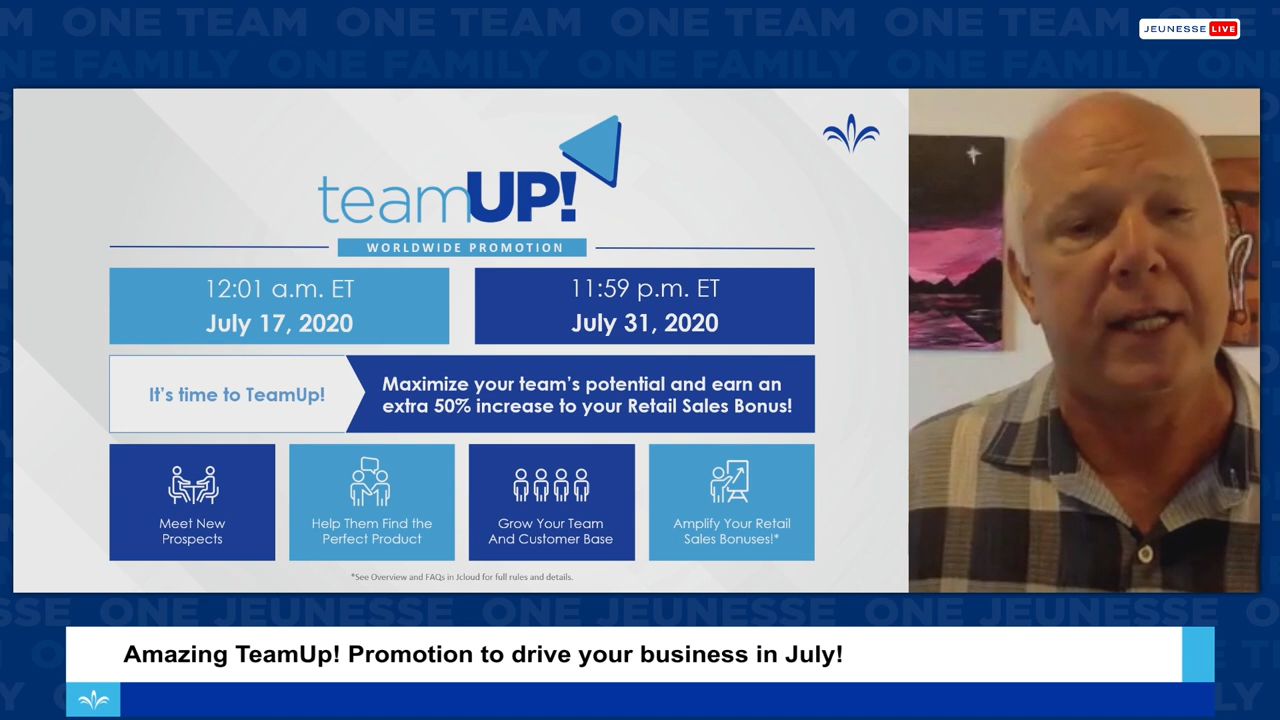 ONE TEAM ONE TEAM ONE TEAM ONE TEAM
ONE FAMILY ONE FAMILY ONE FAMILY ONE FAMILY
JEUNESSE LIVE
teamUP!
WORLDWIDE PROMOTION
12:01 a.m. ET
July 17, 2020
11:59 p.m. ET
July 31, 2020
It's time to TeamUp!
Maximize your team's potential and earn an
extra 50% increase to your Retail Sales Bonus!
Meet New
Prospects
Help Them Find the
Perfect Product
Grow Your Team
And Customer Base
Amplify Your Retail
Sales Bonuses!*
*See Overview and FAQs in Jcloud for full rules and details.
ONE JEUNESSE ONE JEUNESSE ONE JEUNESSE
Amazing TeamUp! Promotion to drive your business in July!